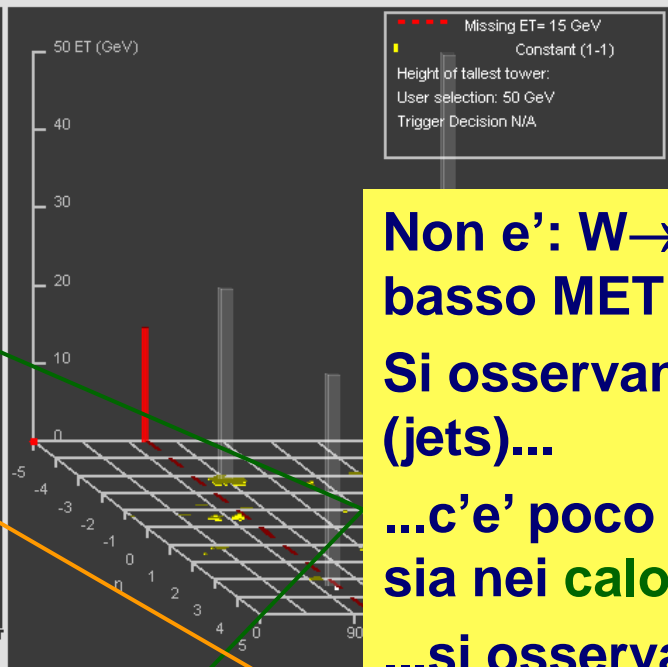 50 ET (GeV)
40
30
20
10
0
-5
-4
-3
-2
-1
0
1
2
3
4
5
η
0
90
Missing ET= 15 GeV
Constant (1-1)
Height of tallest tower:
User selection: 50 GeV
Trigger Decision N/A
Non e': W→
basso MET
Si osservan
(jets)...
...c'e' poco
sia nei calo
...si osserva